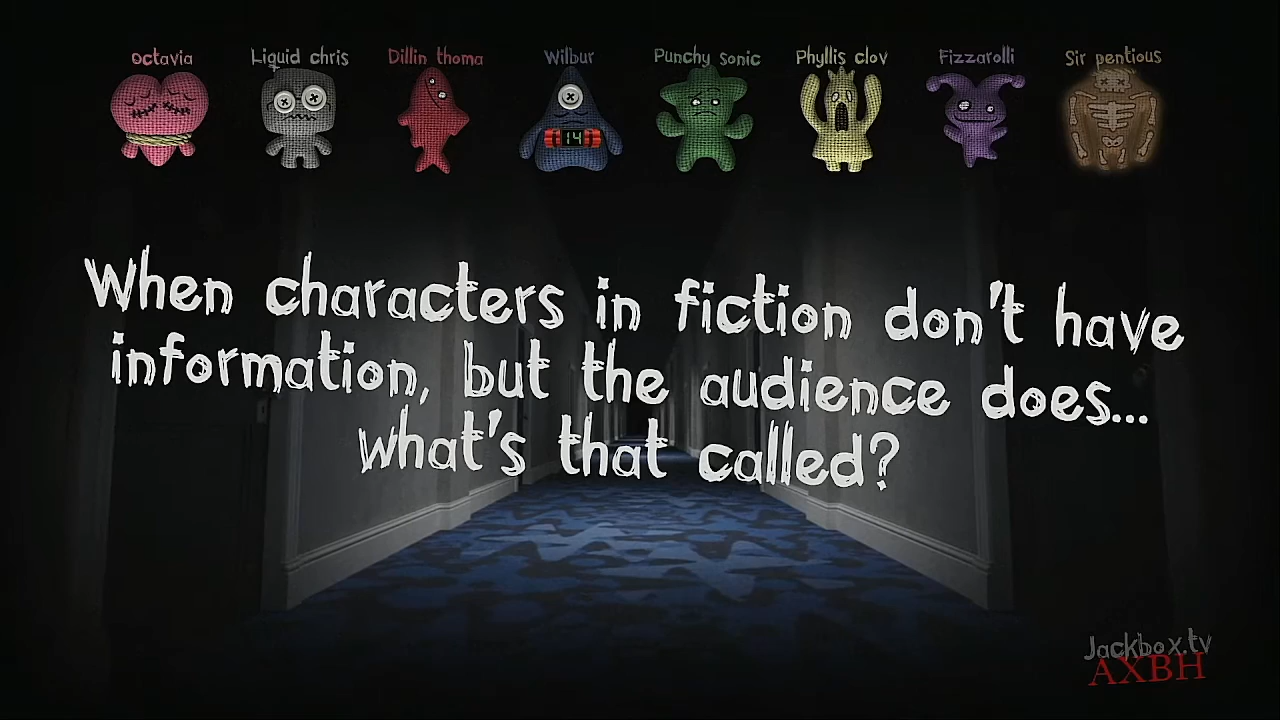 octavia
Liquid chris
Dillin thoma
Wilbur
Punchy sonic
Phyllis clov
Fizzarolli
Sir pentious
14
When characters in fiction don't have
information, but the audience does...
what's that called?
Jackbox.tv
AXBH